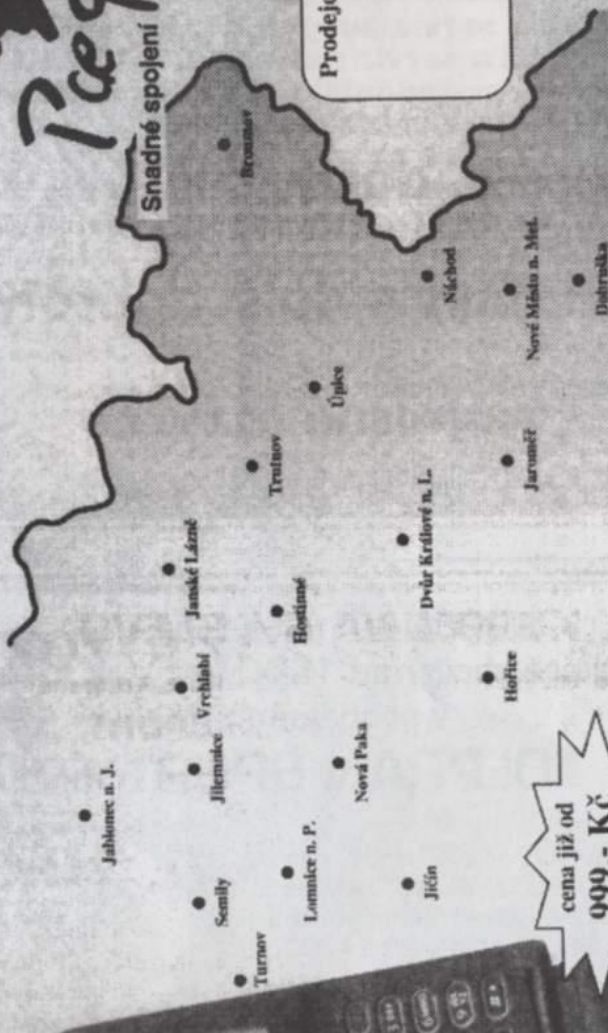 Snadné spojení
Prodejc
Broumov
Náchod
Nové Město n. Met.
Dobruška
Úpice
Trutnov
Jaroměř
Dvůr Králové n. L.
Janské Lázně
Hostinné
Vrchlabí
Hořice
Jilemnice
Nová Paka
Jablonec n. J.
Semily
Lomnice n. P.
Jičín
Turnov
cena již od
999,- Kč